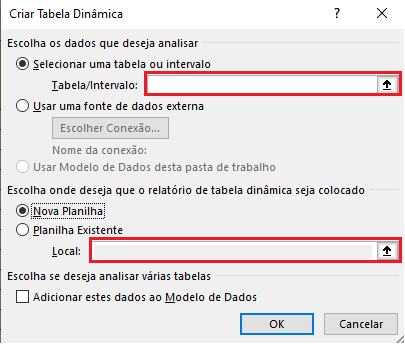 Criar Tabela Dinâmica
? ×
Escolha os dados que deseja analisar
Selecionar uma tabela ou intervalo
Tabela/Intervalo:
Usar uma fonte de dados externa
Escolher Conexão...
Nome da conexão:
Usar Modelo de Dados desta pasta de trabalho
Escolha onde deseja que o relatório de tabela dinâmica seja colocado
Nova Planilha
Planilha Existente
Local:
Escolha se deseja analisar várias tabelas
Adicionar estes dados ao Modelo de Dados
OK Cancelar